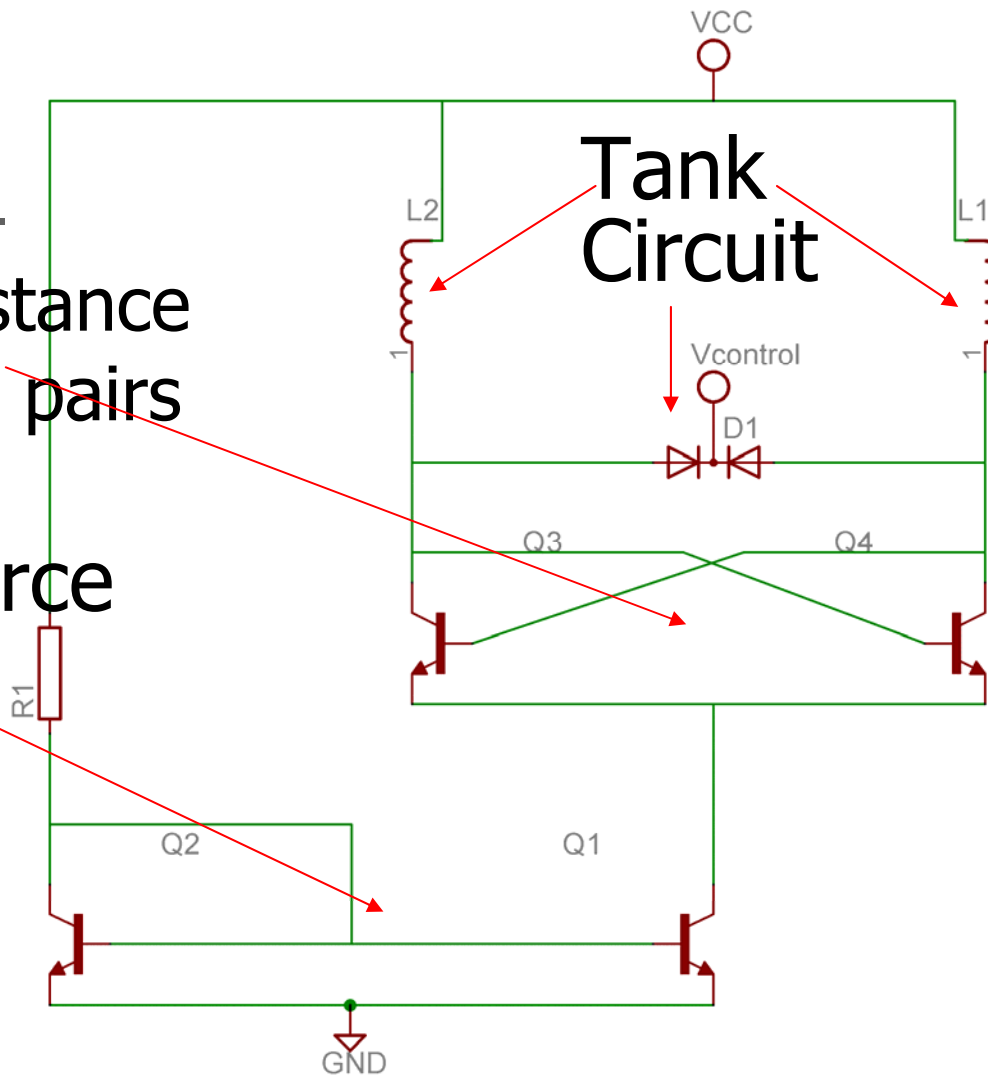 VCC
Tank
Circuit
L2
L1
stance
pairs
1
1
Vcontrol
D1
Q3
Q4
rce
R1
Q2
Q1
GND